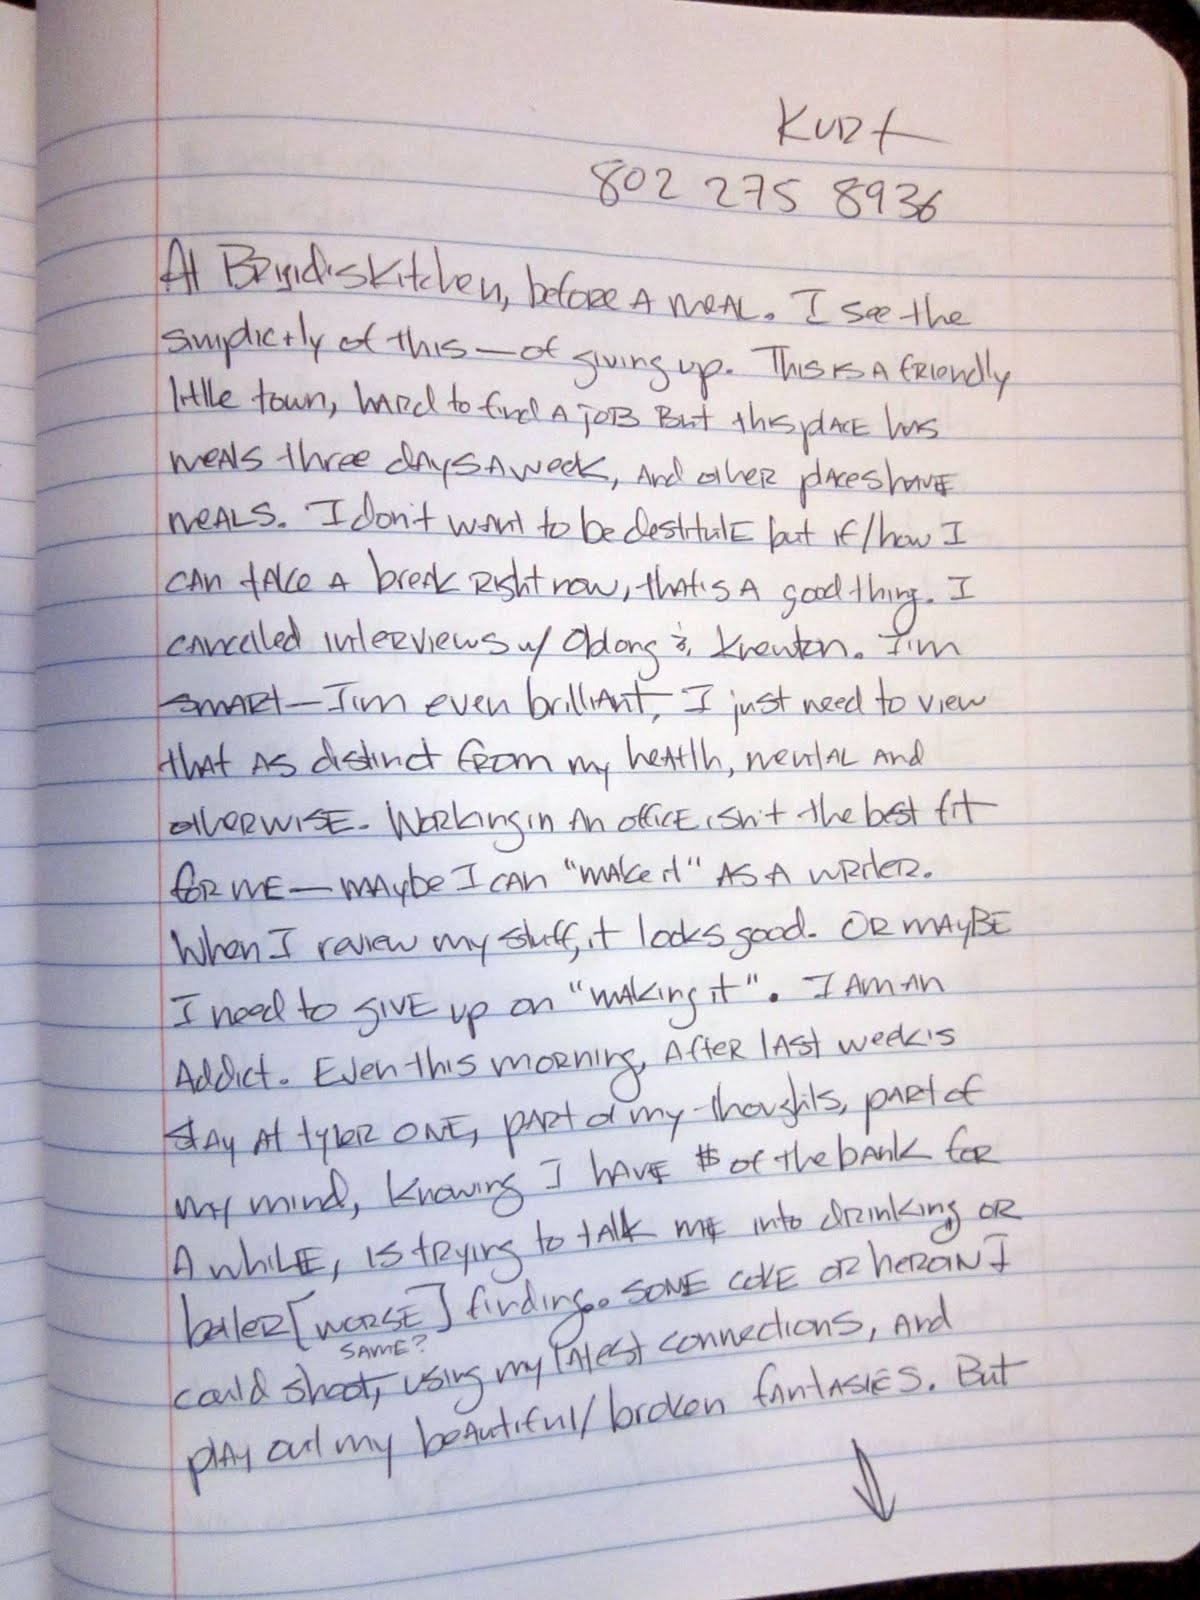 Kurt
802 275 8936
At Brigid's Kitchen, before a meal. I see the
simplictly of this—of giving up. This is a friendly
little town, hard to find a job but this place has
meals three days a week, and other places have
meals. I don't want to be destitute but if/how I
can take a break right now, that's a good thing. I
cancelled interviews w/ Oblong &
I'm
smart—I'm even brilliant, I just need to view
that as distinct from my health, mental and
otherwise. Working in an office isn't the best fit
for me—maybe I can "make it" as a writer.
When I review my stuff, it looks good. Or maybe
I need to give up on "making it". I am an
addict. Even this morning, after last week's
stay at tyler one, part of my thoughts, part of
my mind, knowing I have $ of the bank for
a while, is trying to talk me into drinking or
better [worse] finding.. some coke or heroin I
same?
could shoot, using my latest connections, and
play out my beautiful/broken fantasies. But
↓